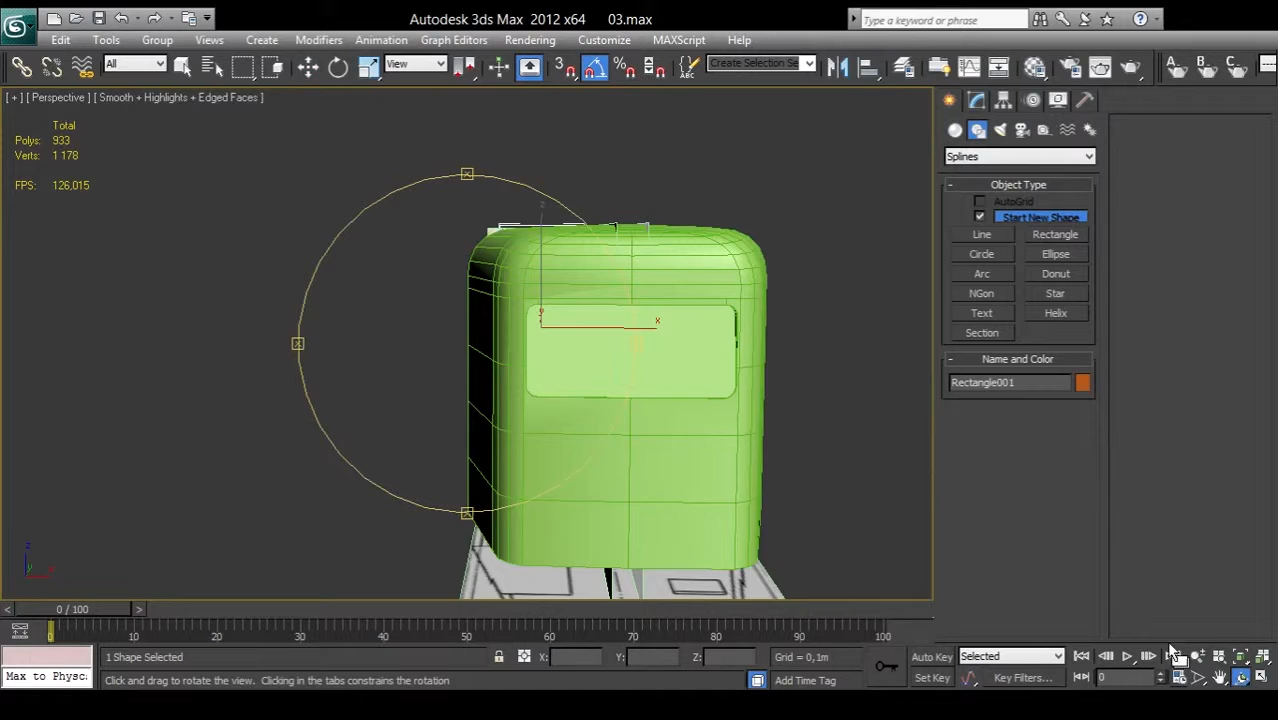 Autodesk 3ds Max 2012 x64 03.max
Type a keyword or phrase
Edit Tools Group Views Create Modifiers Animation Graph Editors Rendering Customize MAXScript Help
All View 3 % ABC Create Selection Se A B C
[ + ] [ Perspective ] [ Smooth + Highlights + Edged Faces ]
Total
Polys: 933
Verts: 1 178
FPS: 126,015
Splines
- Object Type
AutoGrid
Start New Shape
Line Rectangle
Circle Ellipse
Arc Donut
NGon Star
Text Helix
Section
- Name and Color
Rectangle001
z
x
z
y
< 0 / 100 >
0 10 20 30 40 50 60 70 80 90 100
1 Shape Selected X: Y: Z: Grid = 0,1m Auto Key Selected
Max to Physc Click and drag to rotate the view. Clicking in the tabs constrains the rotation Add Time Tag Set Key Key Filters... 0